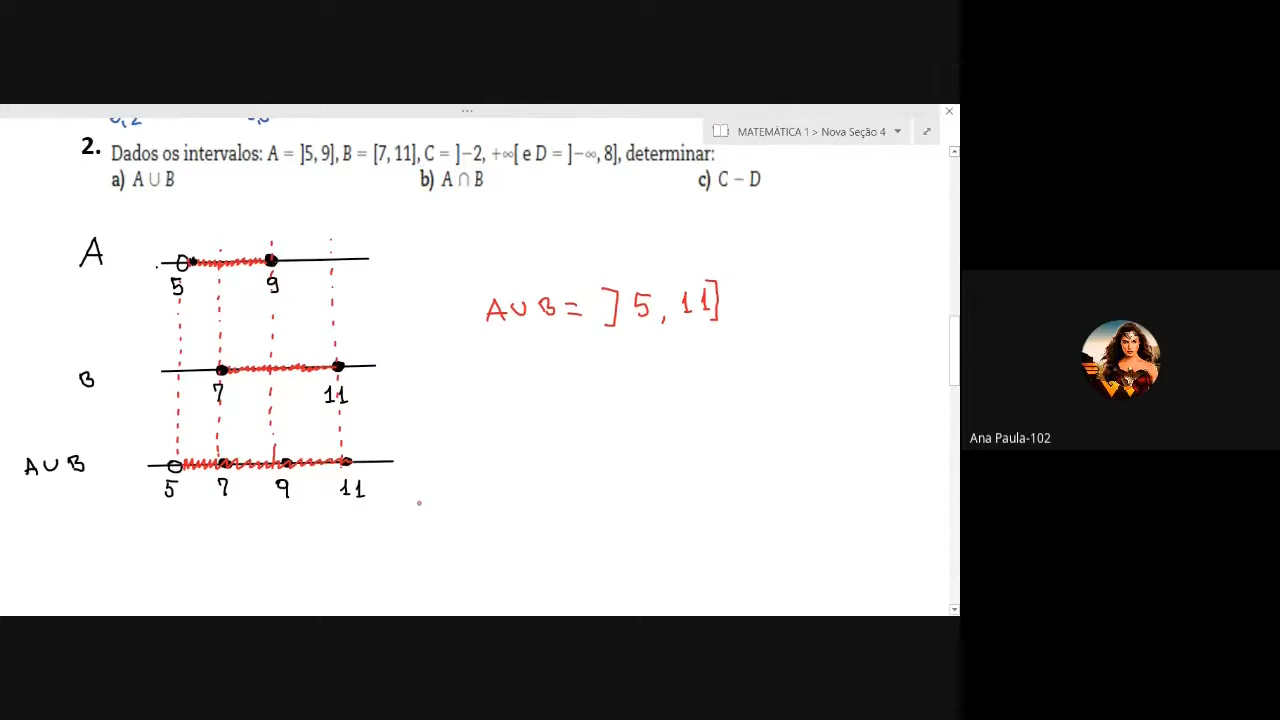 MATEMÁTICA 1 > Nova Seção 4
2. Dados os intervalos: A = ]5, 9], B = [7, 11], C = ]−2, +∞[ e D = ]−∞, 8], determinar:
a) A ∪ B b) A ∩ B c) C − D
A
5 9
A∪B = ]5, 11]
B
7 11
A∪B
5 7 9 11
Ana Paula-102